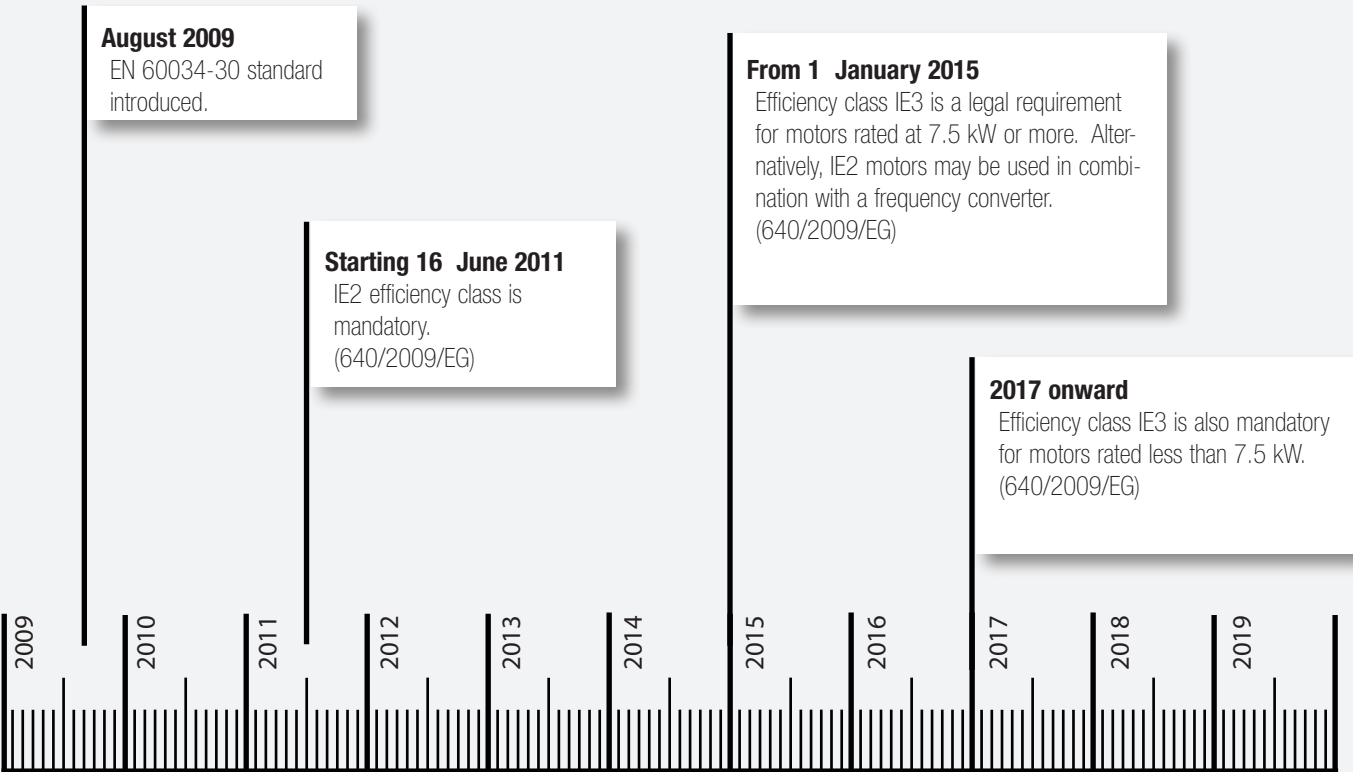 August 2009
EN 60034-30 standard
introduced.
Starting 16 June 2011
IE2 efficiency class is
mandatory.
(640/2009/EG)
From 1 January 2015
Efficiency class IE3 is a legal requirement
for motors rated at 7.5 kW or more. Alter-
natively, IE2 motors may be used in combi-
nation with a frequency converter.
(640/2009/EG)
2017 onward
Efficiency class IE3 is also mandatory
for motors rated less than 7.5 kW.
(640/2009/EG)
2009
2010
2011
2012
2013
2014
2015
2016
2017
2018
2019